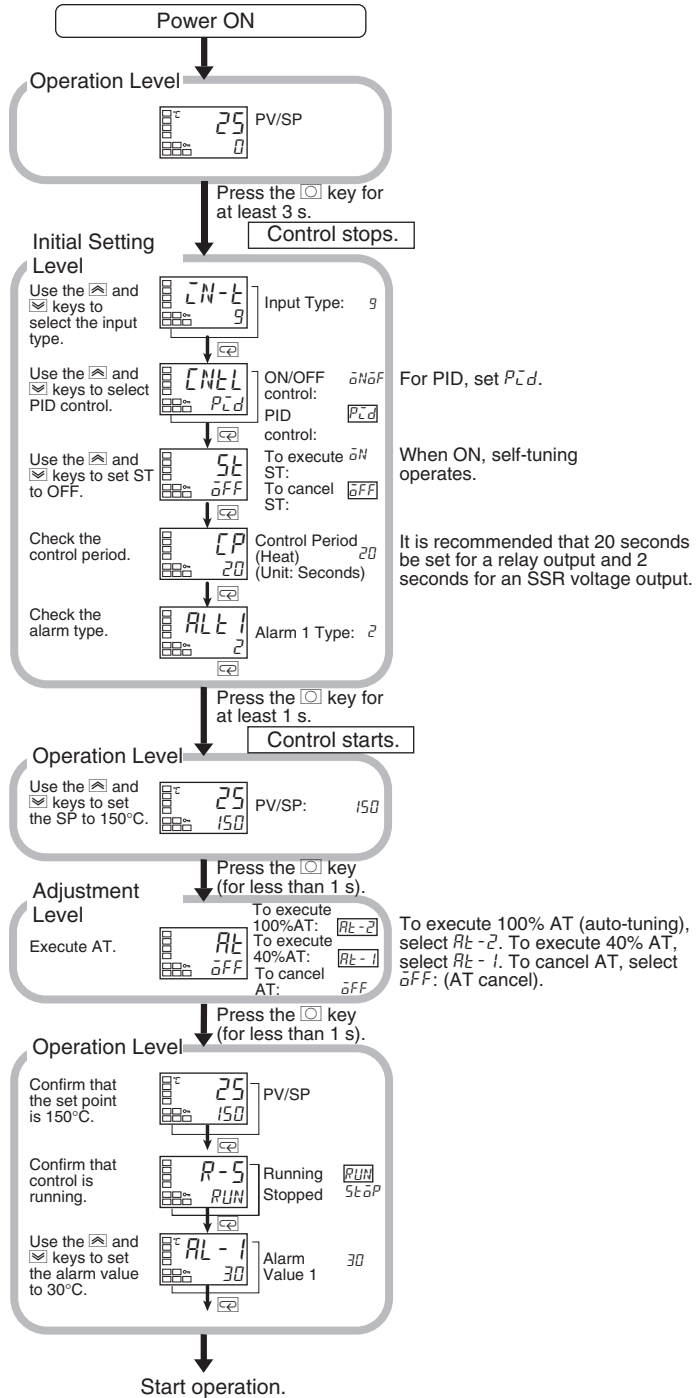 Power ON
Operation Level
℃
25
0
PV/SP
Press the key for
at least 3 s.
Control stops.
Initial Setting
Level
Use the and
keys to
select the input
type.
iN-t
9
Input Type: 9
Use the and
keys to select
PID control.
CNtL
Pid
ON/OFF
control:
oNoF
PID
control:
Pid
For PID, set Pid.
Use the and
keys to set ST
to OFF.
St
oFF
To execute
ST:
oN
To cancel
ST:
oFF
When ON, self-tuning
operates.
Check the
control period.
CP
20
Control Period
(Heat)
(Unit: Seconds)
20
It is recommended that 20 seconds
be set for a relay output and 2
seconds for an SSR voltage output.
Check the
alarm type.
ALt1
2
Alarm 1 Type: 2
Press the key for
at least 1 s.
Control starts.
Operation Level
Use the and
keys to set
the SP to 150°C.
℃
25
150
PV/SP: 150
Press the key
(for less than 1 s).
Adjustment
Level
Execute AT.
At
oFF
To execute
100%AT:
At-2
To execute
40%AT:
At-1
To cancel
AT:
oFF
To execute 100% AT (auto-tuning),
select At-2. To execute 40% AT,
select At-1. To cancel AT, select
oFF: (AT cancel).
Press the key
(for less than 1 s).
Operation Level
Confirm that
the set point
is 150°C.
℃
25
150
PV/SP
Confirm that
control is
running.
R-S
RUN
Running RUN
Stopped StoP
Use the and
keys to set
the alarm value
to 30°C.
℃
AL-1
30
Alarm
Value 1
30
Start operation.